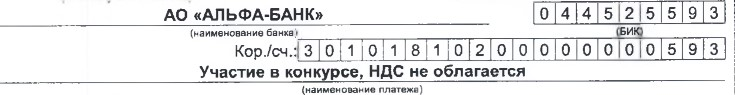 АО «АЛЬФА-БАНК» 044525593
(наименование банка) (БИК)
Кор./сч.: 30101810200000000593
Участие в конкурсе, НДС не облагается
(наименование платежа)